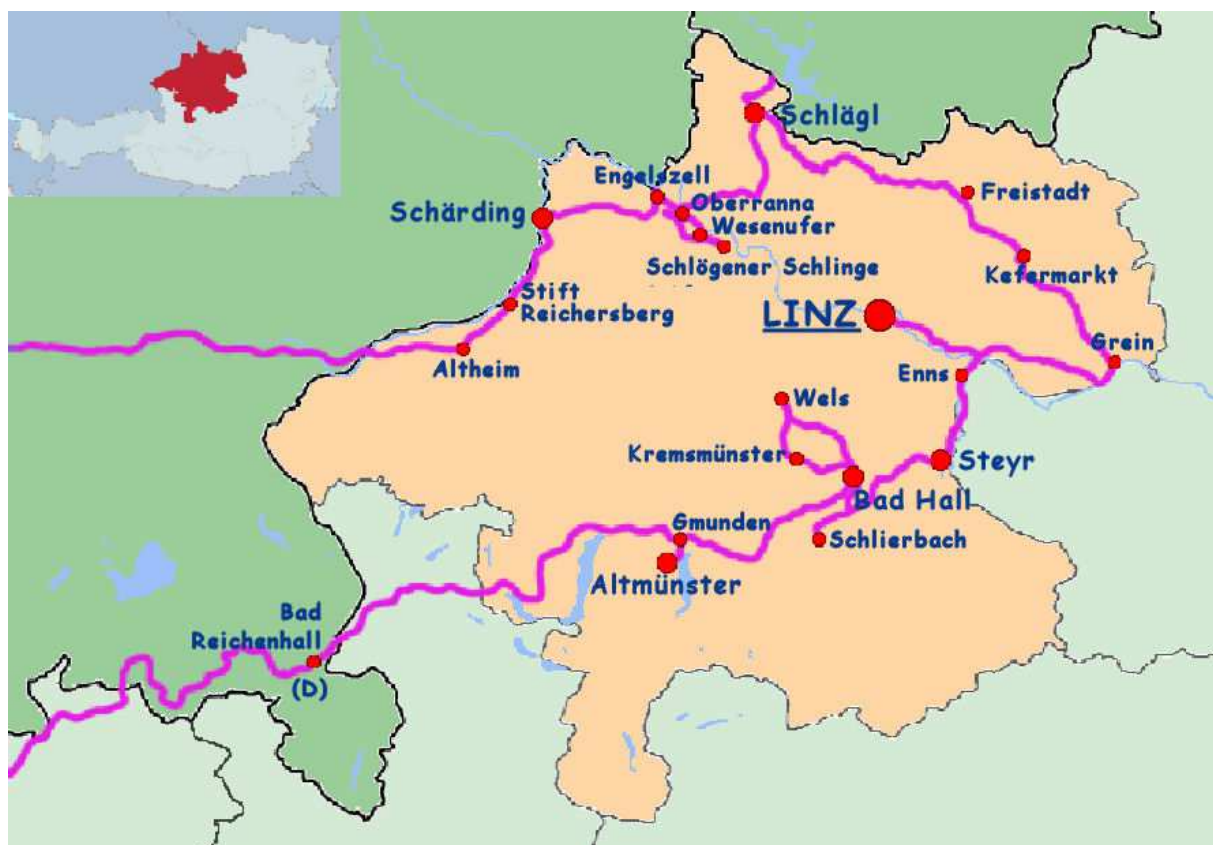 Schlägl
Engelszell
Freistadt
Oberranna
Schärding
Wesenufer
Schlögener Schlinge
Kefermarkt
Stift
Reichersberg
LINZ
Grein
Altheim
Enns
Wels
Kremsmünster
Steyr
Bad Hall
Gmunden
Schlierbach
Altmünster
Bad
Reichenhall
(D)